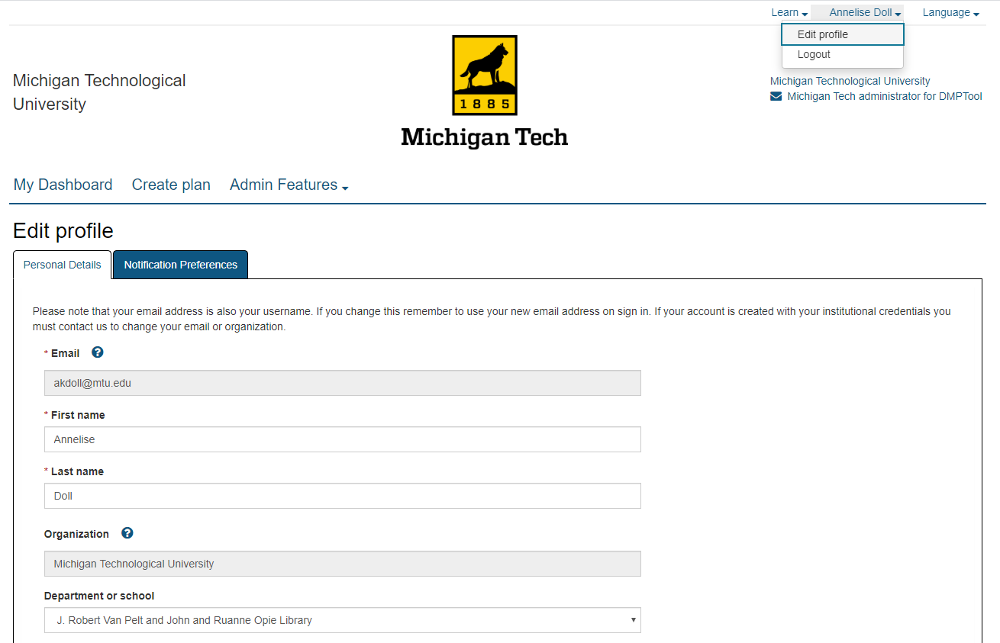 Learn
Annelise Doll
Language
Edit profile
Logout
Michigan Technological
University
1885
Michigan Tech
Michigan Technological University
Michigan Tech administrator for DMPTool
My Dashboard
Create plan
Admin Features
Edit profile
Personal Details
Notification Preferences
Please note that your email address is also your username. If you change this remember to use your new email address on sign in. If your account is created with your institutional credentials you
must contact us to change your email or organization.
* Email ?
akdoll@mtu.edu
* First name
Annelise
* Last name
Doll
Organization ?
Michigan Technological University
Department or school
J. Robert Van Pelt and John and Ruanne Opie Library